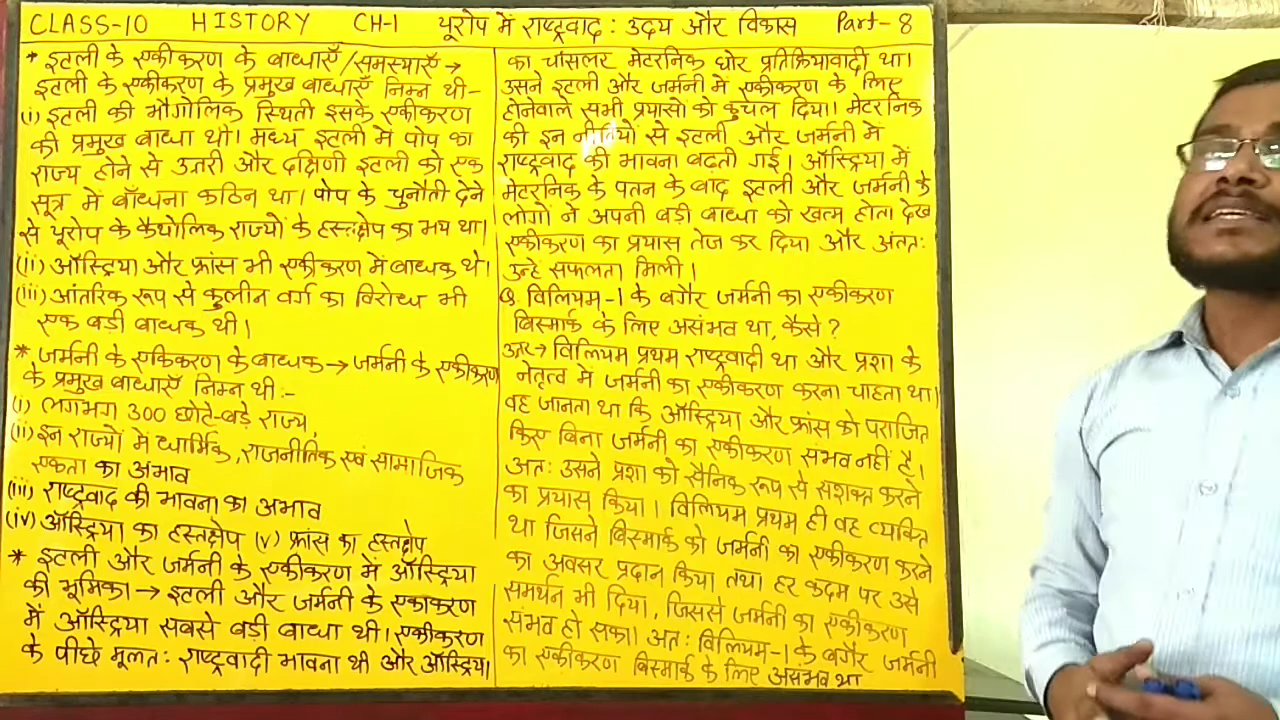 CLASS-10 HISTORY CH-1 यूरोप में राष्ट्रवाद : उदय और विकास Part-8
* इटली के एकीकरण के बाधाएँ/समस्याएँ →
इटली के एकीकरण के प्रमुख बाधाएँ निम्न थी-
(i) इटली की भौगोलिक स्थिती इसके एकीकरण
की प्रमुख बाधा थी। मध्य इटली में पोप का
राज्य होने से उत्तरी और दक्षिणी इटली को एक
सूत्र में बाँधना कठिन था। पोप के चुनौती देने
से यूरोप के कैथोलिक राज्यों के हस्तक्षेप का भय था।
(ii) ऑस्ट्रिया और फ्रांस भी एकीकरण में बाधक थे।
(iii) आंतरिक रूप से कुलीन वर्ग का विरोध भी
एक बड़ी बाधक थी।
* जर्मनी के एकिकरण के बाधक → जर्मनी के एकीकरण
के प्रमुख बाधाएँ निम्न थी :-
(i) लगभग 300 छोटे-बड़े राज्य,
(ii) इन राज्यों में धार्मिक, राजनीतिक एवं सामाजिक
एकता का अभाव
(iii) राष्ट्रवाद की भावना का अभाव
(iv) ऑस्ट्रिया का हस्तक्षेप (v) फ्रांस का हस्तक्षेप
* इटली और जर्मनी के एकीकरण में ऑस्ट्रिया
की भूमिका → इटली और जर्मनी के एकीकरण
में ऑस्ट्रिया सबसे बड़ी बाधा थी। एकीकरण
के पीछे मूलतः राष्ट्रवादी भावना थी और ऑस्ट्रिया
का चांसलर मेटरनिक घोर प्रतिक्रियावादी था।
उसने इटली और जर्मनी में एकीकरण के लिए
होनेवाले सभी प्रयासों को कुचल दिया। मेटरनिक
की इन नीतियों से इटली और जर्मनी में
राष्ट्रवाद की भावना बढ़ती गई। ऑस्ट्रिया में
मेटरनिक के पतन के बाद इटली और जर्मनी के
लोगों ने अपनी बड़ी बाधा को खत्म होता देख
एकीकरण का प्रयास तेज कर दिया और अंततः
उन्हें सफलता मिली।
Q. विलियम-1 के बगैर जर्मनी का एकीकरण
बिस्मार्क के लिए असंभव था, कैसे ?
उत्तर→ विलियम प्रथम राष्ट्रवादी था और प्रशा के
नेतृत्व में जर्मनी का एकीकरण करना चाहता था।
वह जानता था कि ऑस्ट्रिया और फ्रांस को पराजित
किए बिना जर्मनी का एकीकरण संभव नहीं है।
अतः उसने प्रशा को सैनिक रूप से सशक्त करने
का प्रयास किया। विलियम प्रथम ही वह व्यक्ति
था जिसने बिस्मार्क को जर्मनी का एकीकरण करने
का अवसर प्रदान किया तथा हर कदम पर उसे
समर्थन भी दिया, जिससे जर्मनी का एकीकरण
संभव हो सका। अतः विलियम-1 के बगैर जर्मनी
का एकीकरण बिस्मार्क के लिए असंभव था